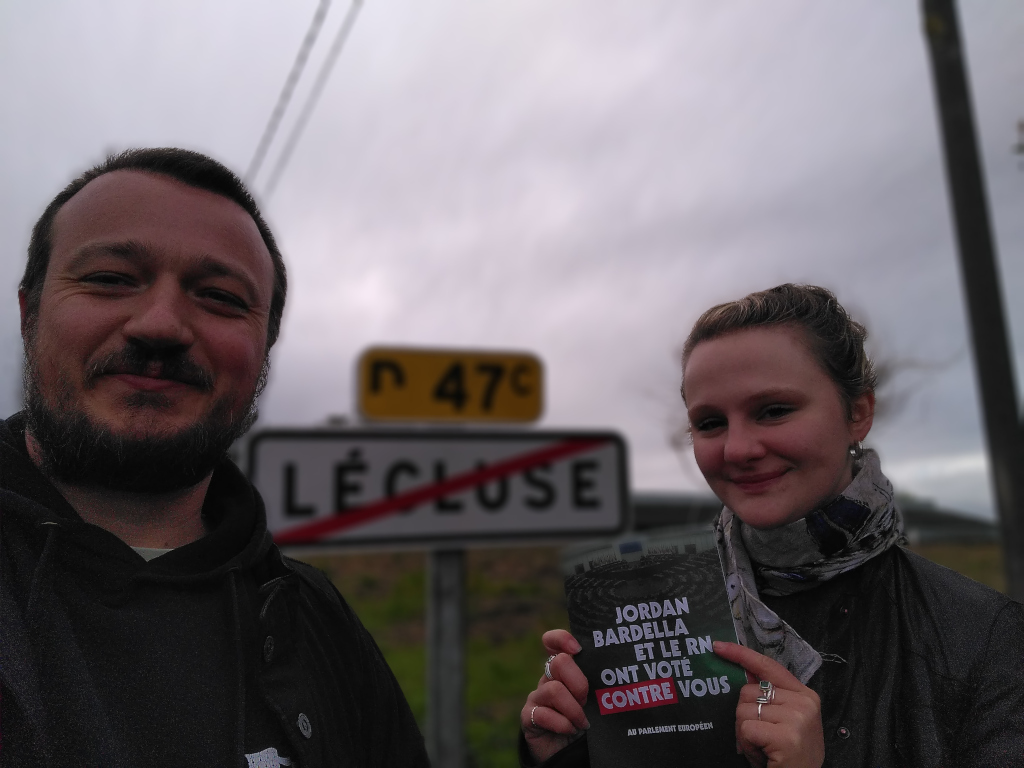 47C
LÉCLUSE
JORDAN
BARDELLA
ET LE RN
ONT VOTÉ
CONTRE VOUS
AU PARLEMENT EUROPÉEN